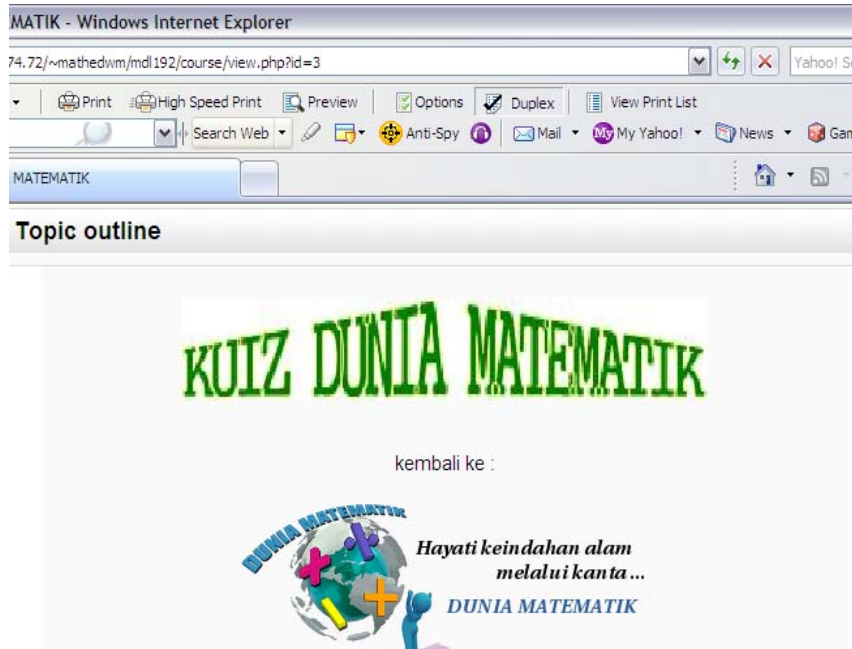 MATIK - Windows Internet Explorer
74.72/~mathedwm/mdl192/course/view.php?id=3 Yahoo!
Print High Speed Print Preview Options Duplex View Print List
Search Web Anti-Spy Mail My Yahoo! News
MATEMATIK
Topic outline
KUIZ DUNIA MATEMATIK
kembali ke :
DUNIA MATEMATIK
Hayati keindahan alam
melalui kanta...
DUNIA MATEMATIK